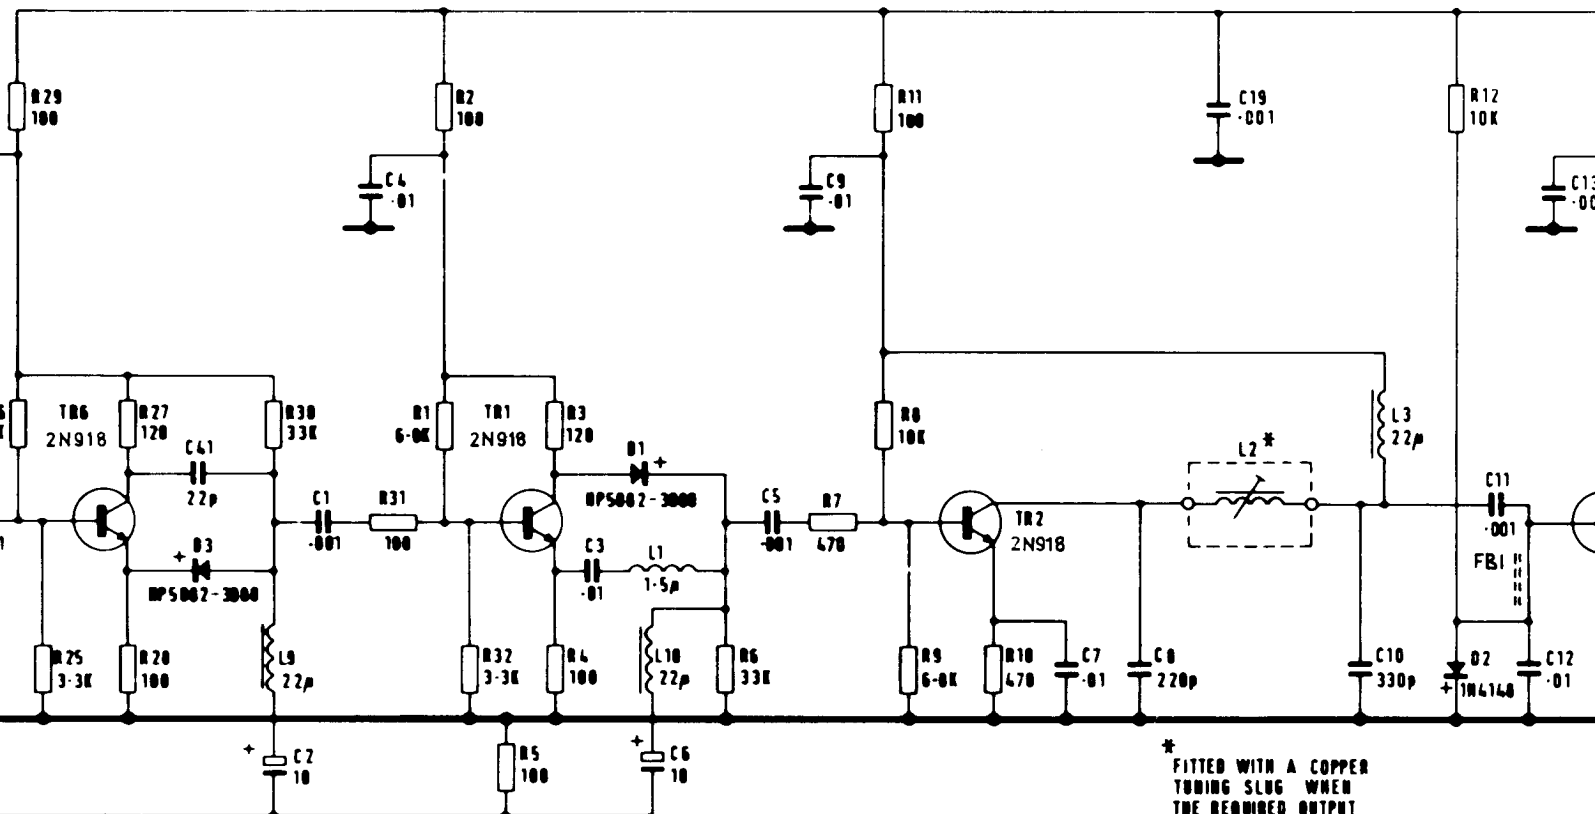 R29
100
R2
100
R11
100
C19
·001
R12
10K
C4
·01
C9
·01
C13
TR6
2N918
R27
120
R30
33K
C41
22p
R1
6·8K
TR1
2N918
R3
120
D1
+
HP5082-3080
R8
10K
L3
22µ
L2 *
C1
·001
R31
100
C5
·001
R7
470
TR2
2N918
C11
·001
FB1
+ D3
HP5082-3080
C3
·01
L1
1·5µ
R25
3·3K
R28
100
L9
22µ
R32
3·3K
R4
100
L10
22µ
R6
33K
R9
6·8K
R10
470
C7
·01
C8
220p
C10
330p
D2
+ 1N4148
C12
·01
+ C2
10
R5
100
+ C6
10
*
FITTED WITH A COPPER
TUNING SLUG WHEN
THE REQUIRED OUTPUT